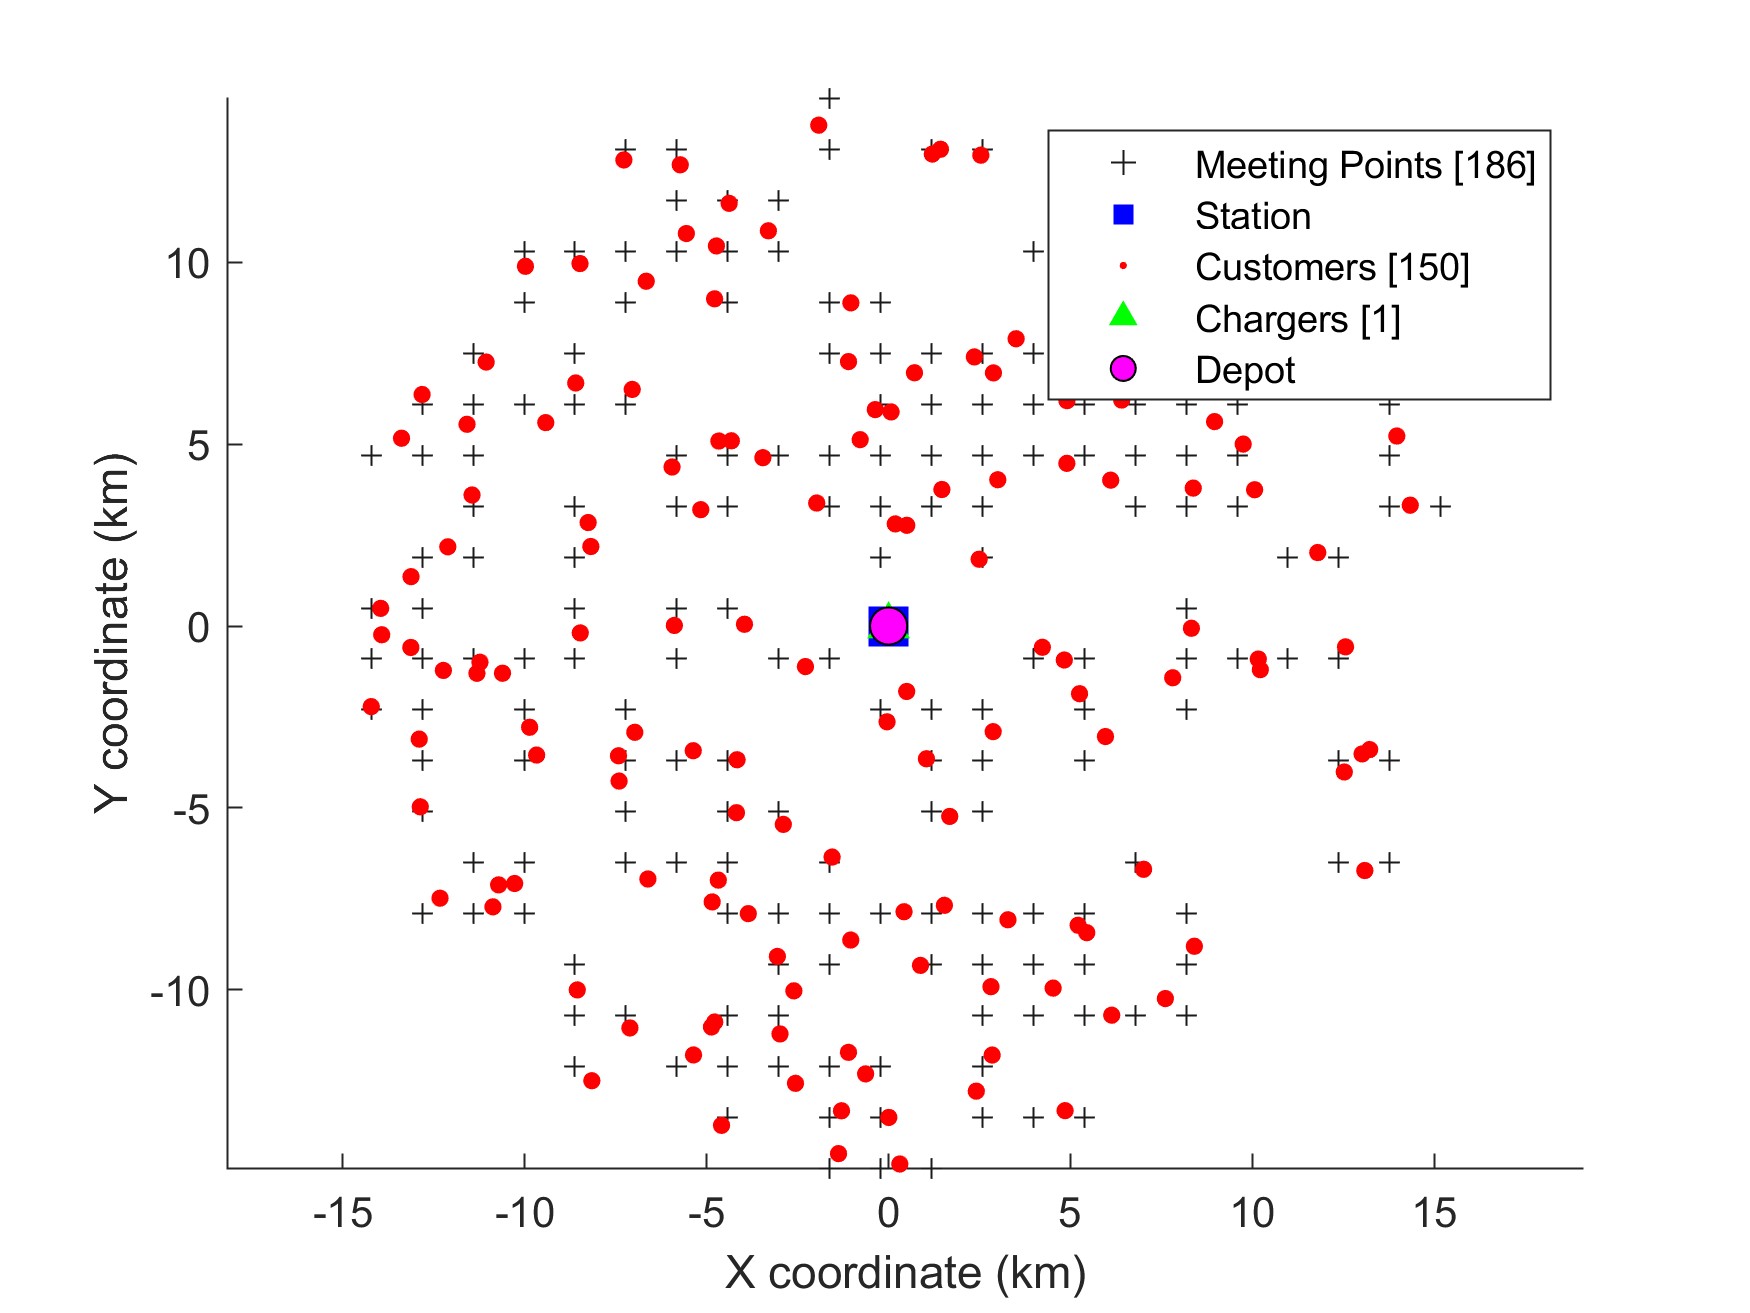 Meeting Points [186]
Station
Customers [150]
Chargers [1]
Depot
10
5
0
-5
-10
Y coordinate (km)
-15 -10 -5 0 5 10 15
X coordinate (km)